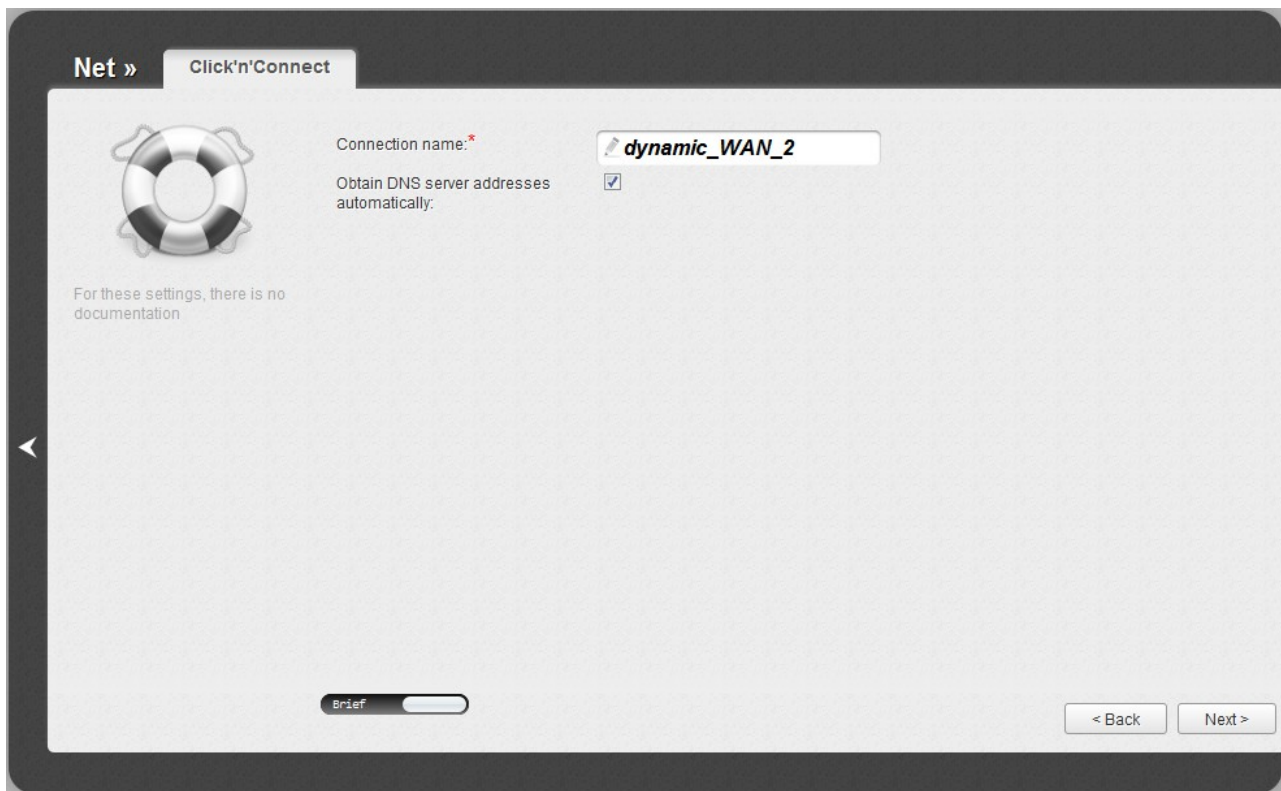 Net » Click'n'Connect
Connection name:* dynamic_WAN_2
Obtain DNS server addresses
automatically:
For these settings, there is no
documentation
Brief
< Back Next >